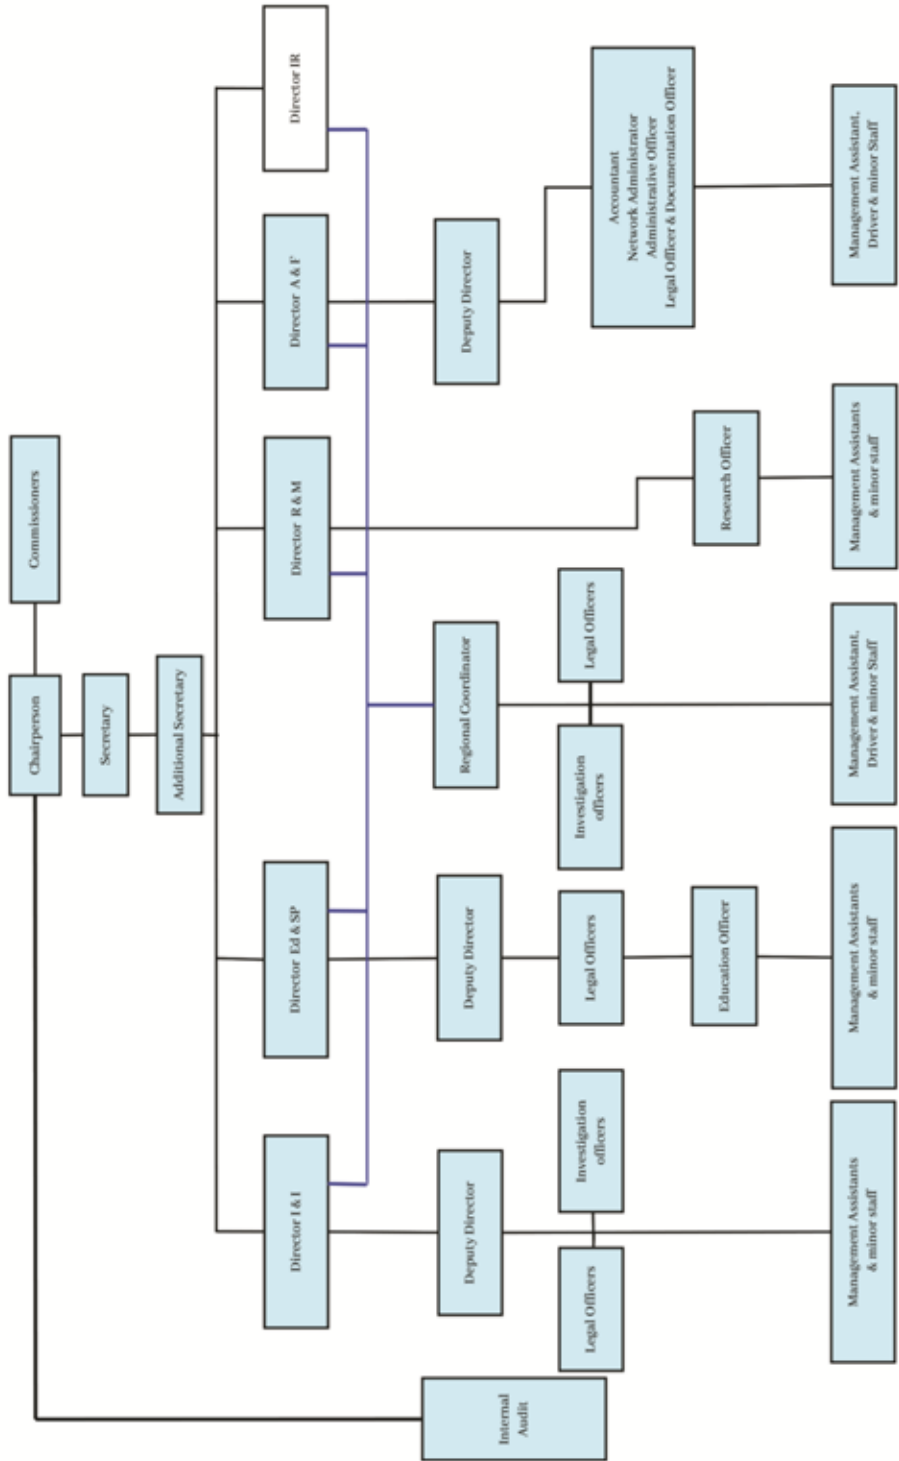 Chairperson
Commissioners
Secretary
Additional Secretary
Director I & I
Director Ed & SP
Director R & M
Director A & F
Director IR
Internal
Audit
Deputy Director
Deputy Director
Regional Coordinator
Deputy Director
Legal Officers
Investigation
officers
Legal Officers
Investigation
officers
Legal Officers
Accountant
Network Administrator
Administrative Officer
Legal Officer & Documentation Officer
Education Officer
Research Officer
Management Assistants
& minor staff
Management Assistants
& minor staff
Management Assistant,
Driver & minor Staff
Management Assistants
& minor staff
Management Assistant,
Driver & minor Staff